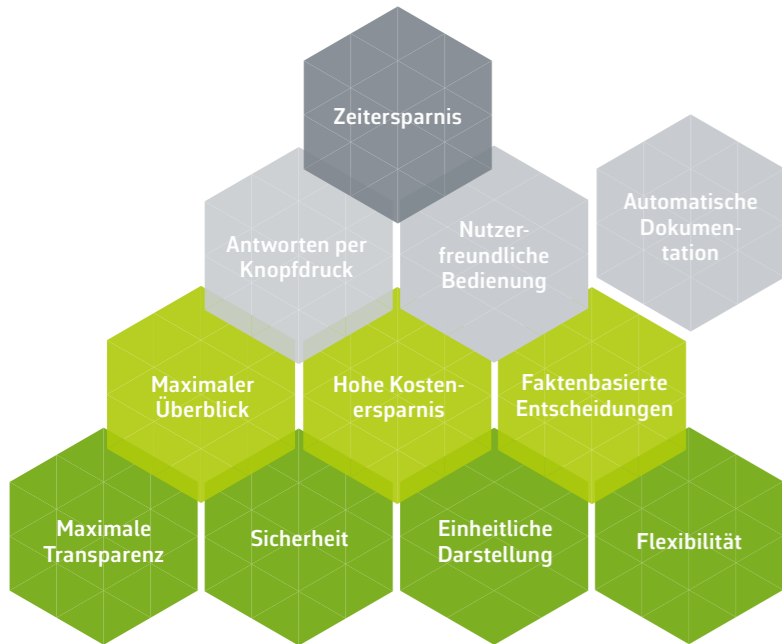 Zeitersparnis
Automatische
Dokumen-
tation
Antworten per
Knopfdruck
Nutzer-
freundliche
Bedienung
Maximaler
Überblick
Hohe Kosten-
ersparnis
Faktenbasierte
Entscheidungen
Maximale
Transparenz
Sicherheit
Einheitliche
Darstellung
Flexibilität